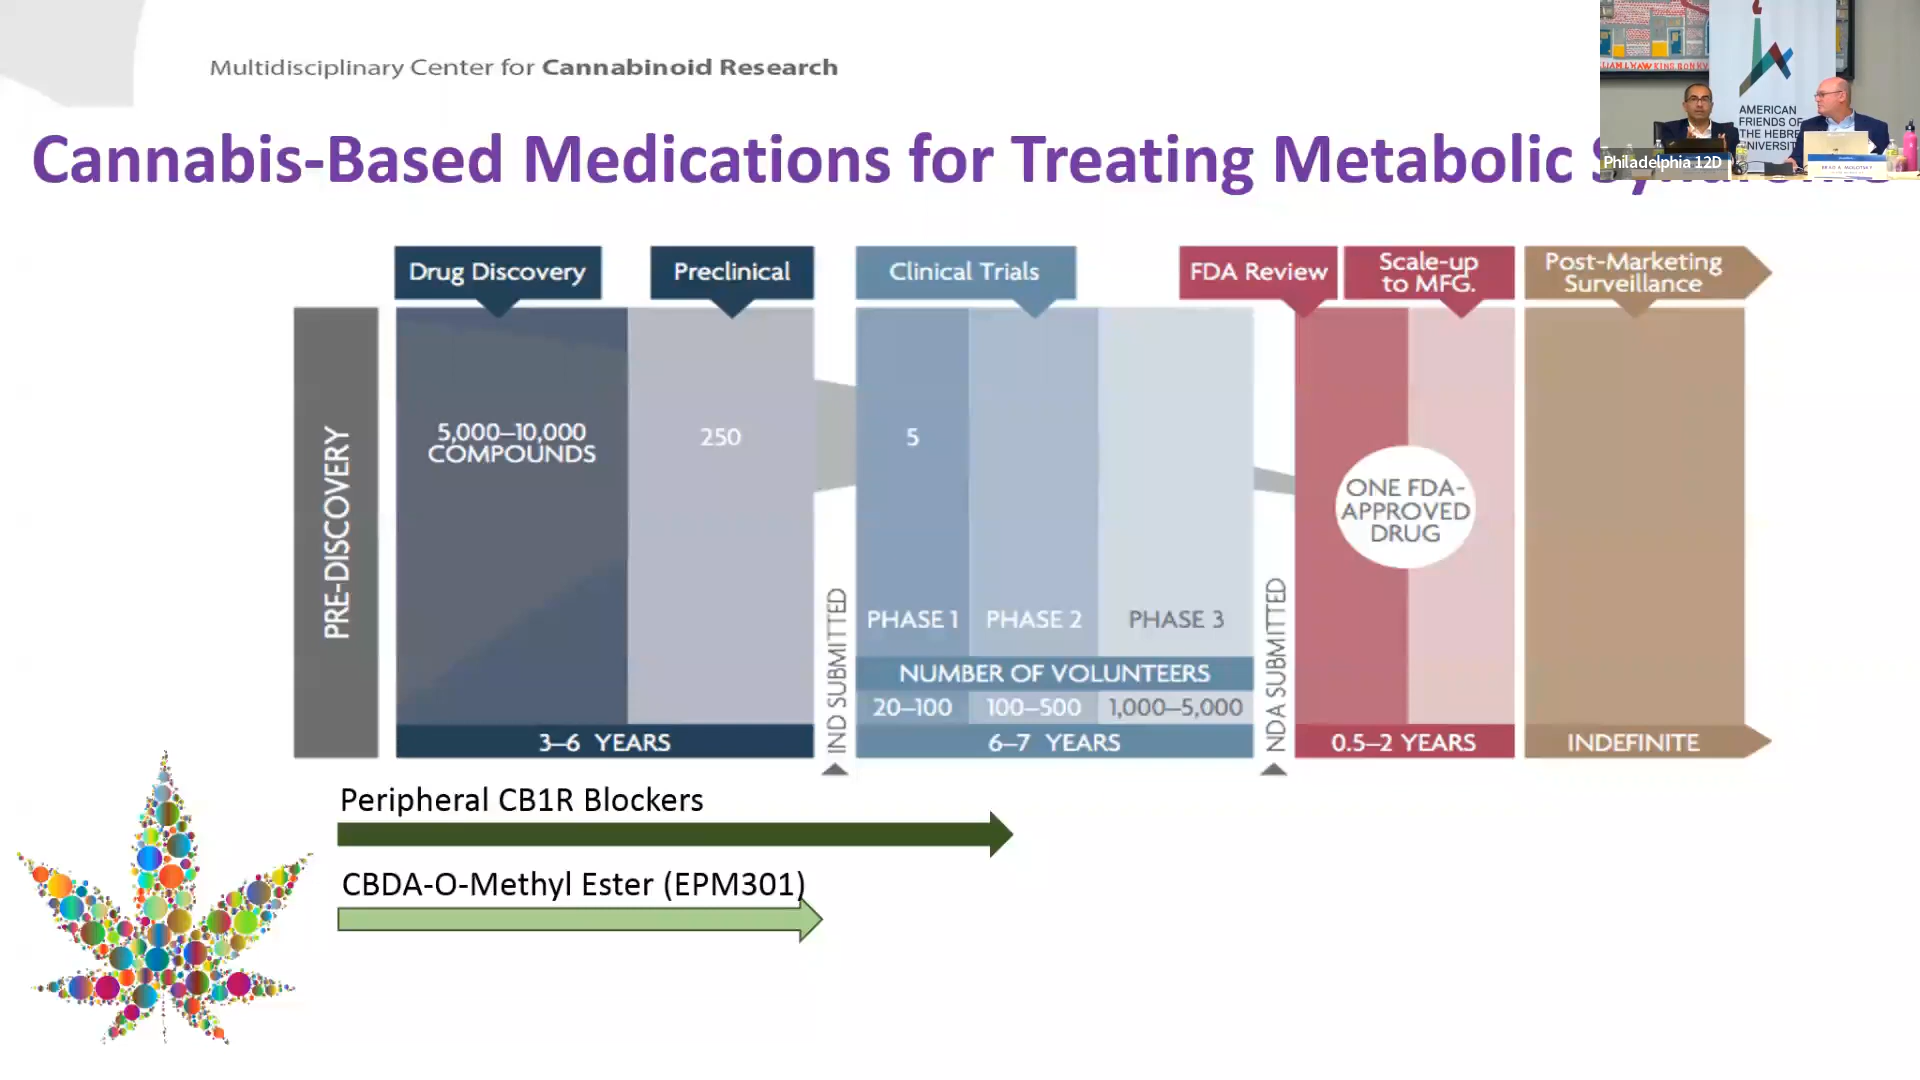 Multidisciplinary Center for Cannabinoid Research
Cannabis-Based Medications for Treating Metabolic
AMERICAN
FRIENDS OF
THE HEBRE
UNIVERSIT
Philadelphia 12D
Drug Discovery
Preclinical
Clinical Trials
FDA Review
Scale-up
to MFG.
Post-Marketing
Surveillance
PRE-DISCOVERY
5,000–10,000
COMPOUNDS
250
5
ONE FDA-
APPROVED
DRUG
IND SUBMITTED
PHASE 1
PHASE 2
PHASE 3
NDA SUBMITTED
NUMBER OF VOLUNTEERS
20–100
100–500
1,000–5,000
3–6 YEARS
6–7 YEARS
0.5–2 YEARS
INDEFINITE
Peripheral CB1R Blockers
CBDA-O-Methyl Ester (EPM301)